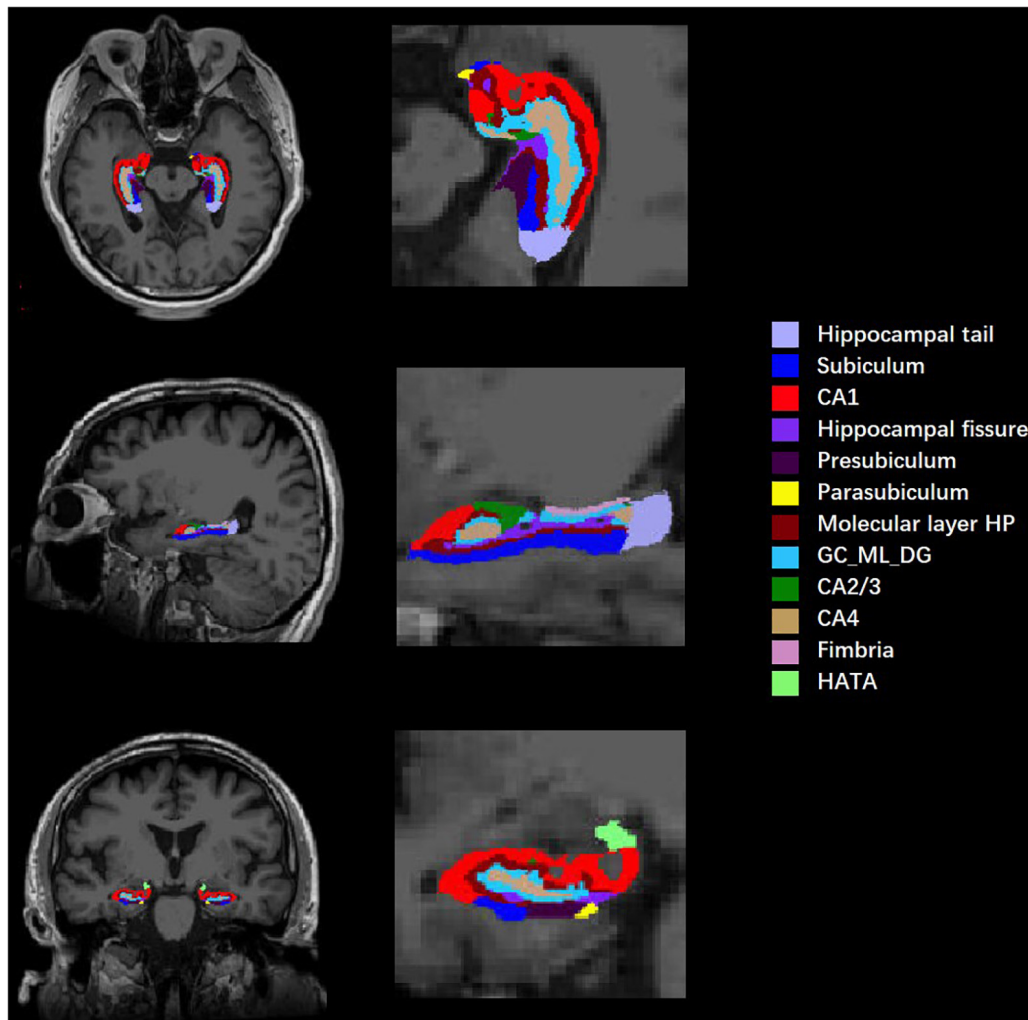 Hippocampal tail
Subiculum
CA1
Hippocampal fissure
Presubiculum
Parasubiculum
Molecular layer HP
GC_ML_DG
CA2/3
CA4
Fimbria
HATA